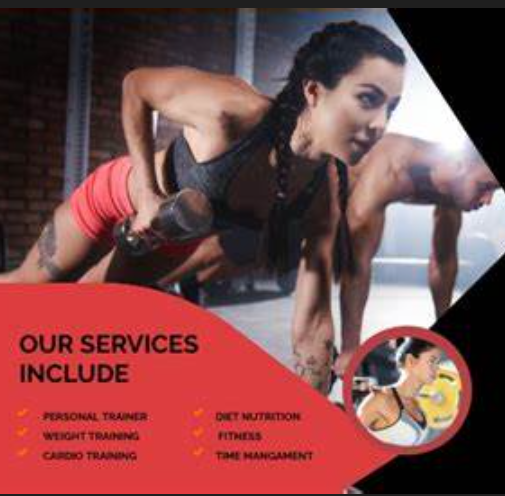 OUR SERVICES
INCLUDE
PERSONAL TRAINER
WEIGHT TRAINING
CARDIO TRAINING
DIET NUTRITION
FITNESS
TIME MANGAMENT